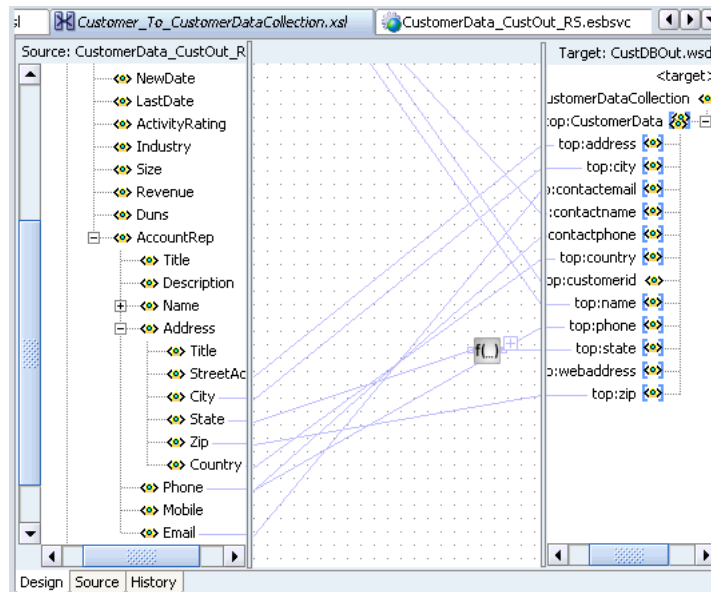 sl Customer_To_CustomerDataCollection.xsl CustomerData_CustOut_RS.esbsvc
Source: CustomerData_CustOut_R
NewDate
LastDate
ActivityRating
Industry
Size
Revenue
Duns
AccountRep
Title
Description
Name
Address
Title
StreetAc
City
State
Zip
Country
Phone
Mobile
Email
f(...)
Target: CustDBOut.wsd
<target>
ustomerDataCollection
top:CustomerData
top:address
top:city
p:contactemail
:contactname
contactphone
top:country
op:customerid
top:name
top:phone
top:state
p:webaddress
top:zip
Design Source History